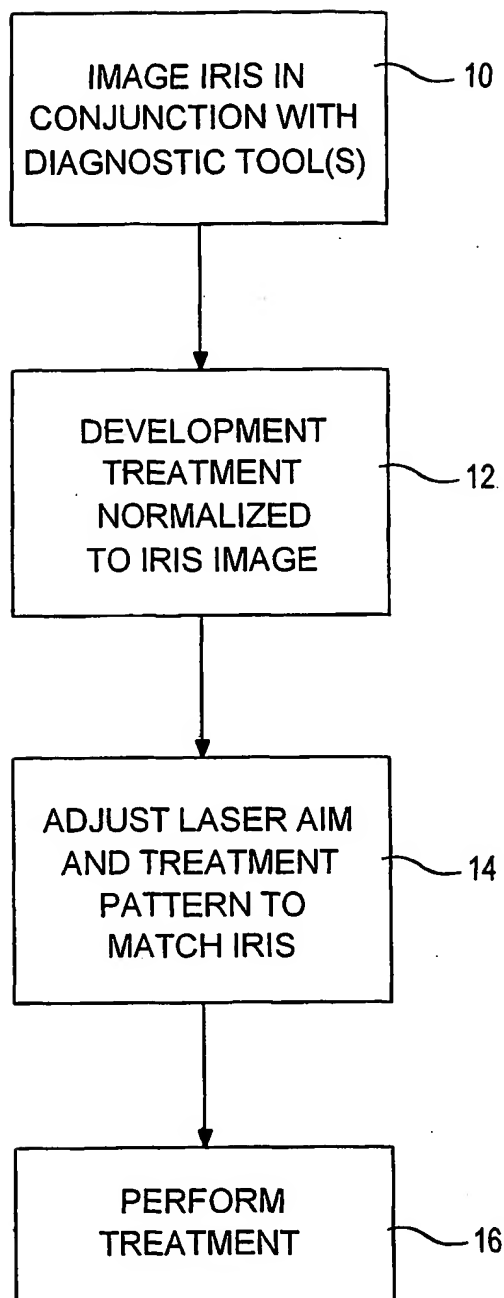 IMAGE IRIS IN
CONJUNCTION WITH
DIAGNOSTIC TOOL(S)
10
DEVELOPMENT
TREATMENT
NORMALIZED
TO IRIS IMAGE
12
ADJUST LASER AIM
AND TREATMENT
PATTERN TO
MATCH IRIS
14
PERFORM
TREATMENT
16